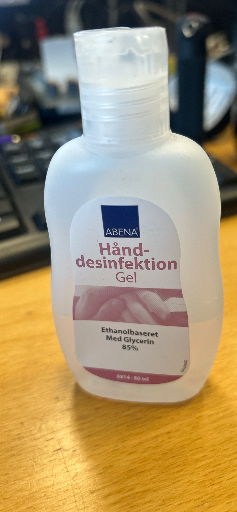 ABENA
Hånd-
desinfektion
Gel
Ethanolbaseret
Med Glycerin
85%